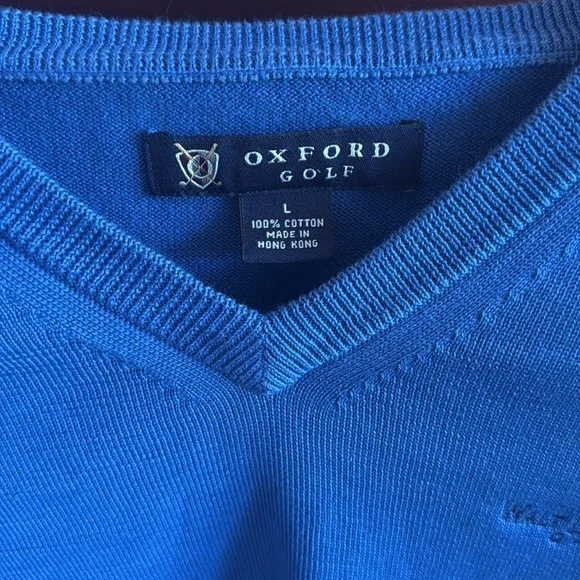 OXFORD
GOLF
L
100% COTTON
MADE IN
HONG KONG